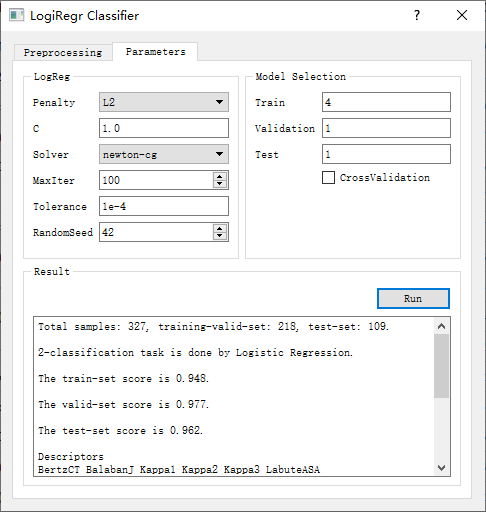 LogiRegr Classifier
Preprocessing Parameters
LogReg
Penalty L2
C 1.0
Solver newton-cg
MaxIter 100
Tolerance 1e-4
RandomSeed 42
Model Selection
Train 4
Validation 1
Test 1
CrossValidation
Result
Run
Total samples: 327, training-valid-set: 218, test-set: 109.
2-classification task is done by Logistic Regression.
The train-set score is 0.948.
The valid-set score is 0.977.
The test-set score is 0.962.
Descriptors
BertzCT BalabanJ Kappa1 Kappa2 Kappa3 LabuteASA